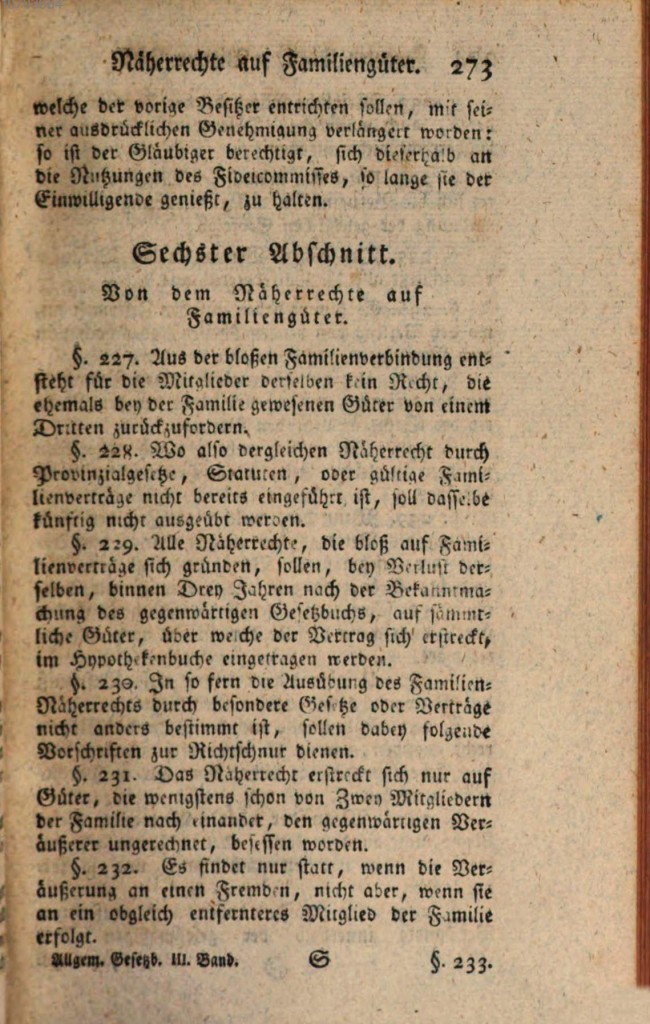 Näherrechte auf Familiengüter. 273
welche der vorige Besitzer entrichten sollen, mit sei-
ner ausdrücklichen Genehmigung verlängert worden:
so ist der Gläubiger berechtigt, sich dieserhalb an
die Nutzungen des Fideicommisses, so lange sie der
Einwilligende genießt, zu halten.
Sechster Abschnitt.
Von dem Näherrechte auf
Familiengüter.
§. 227. Aus der bloßen Familienverbindung ent-
steht für die Mitglieder derselben kein Recht, die
ehemals bey der Familie gewesenen Güter von einem
Dritten zurückzufordern.
§. 228. Wo also dergleichen Näherrecht durch
Provinzialgesetze, Statuten, oder gültige Fami-
lienverträge nicht bereits eingeführt ist, soll dasselbe
künftig nicht ausgeübt werden.
§. 229. Alle Näherrechte, die bloß auf Fami-
lienverträge sich gründen, sollen, bey Verlust der-
selben, binnen Drey Jahren nach der Bekanntma-
chung des gegenwärtigen Gesetzbuchs, auf sämmt-
liche Güter, über welche der Vertrag sich erstreckt,
im Hypothekenbuche eingetragen werden.
§. 230. In so fern die Ausübung des Familien-
Näherrechts durch besondere Gesetze oder Verträge
nicht anders bestimmt ist, sollen dabey folgende
Vorschriften zur Richtschnur dienen.
§. 231. Das Näherrecht erstreckt sich nur auf
Güter, die wenigstens schon von Zwey Mitgliedern
der Familie nach einander, den gegenwärtigen Ver-
äußerer ungerechnet, besessen worden.
§. 232. Es findet nur statt, wenn die Ver-
äußerung an einen Fremden, nicht aber, wenn sie
an ein obgleich entfernteres Mitglied der Familie
erfolgt.
Allgem. Gesetzb. III. Band. S §. 233.